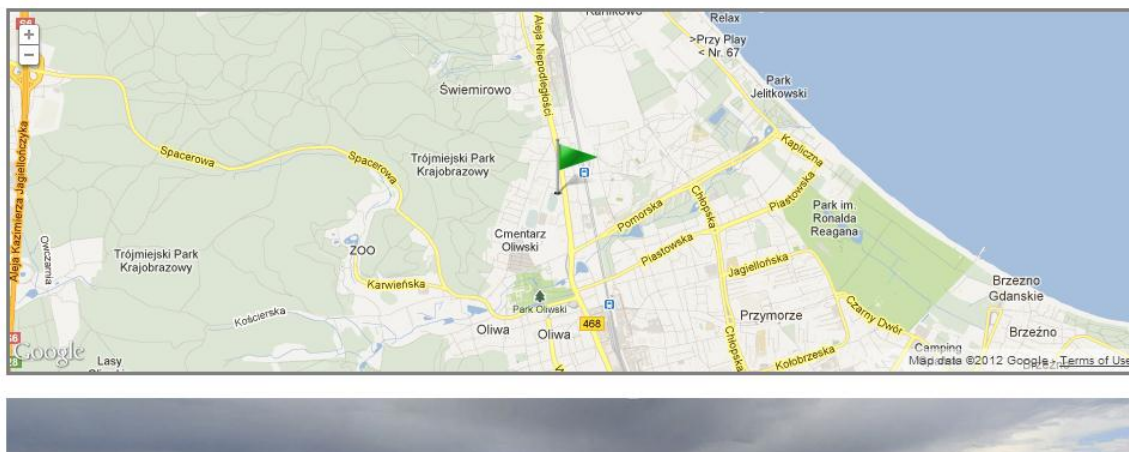 S6
Karlikowo
Relax
>Przy Play
< Nr. 67
Park
Jelitkowski
Aleja Niepodległości
Świemirowo
Kapliczna
Spacerowa
Spacerowa
Trójmiejski Park
Krajobrazowy
Aleja Kazimierza Jagiellończyka
Chłopska
Piastowska
Pomorska
Park im.
Ronalda
Reagana
Cmentarz
Oliwski
Owczarnia
Trójmiejski Park
Krajobrazowy
ZOO
Piastowska
Jagiellońska
Karwieńska
Brzezno
Gdanskie
Park Oliwski
Czarny Dwór
Kościerska
Przymorze
Oliwa
Oliwa
468
Brzeźno
Chłopska
Kołobrzeska
S6
Google
Lasy
Camping
Map data ©2012 Google - Terms of Use